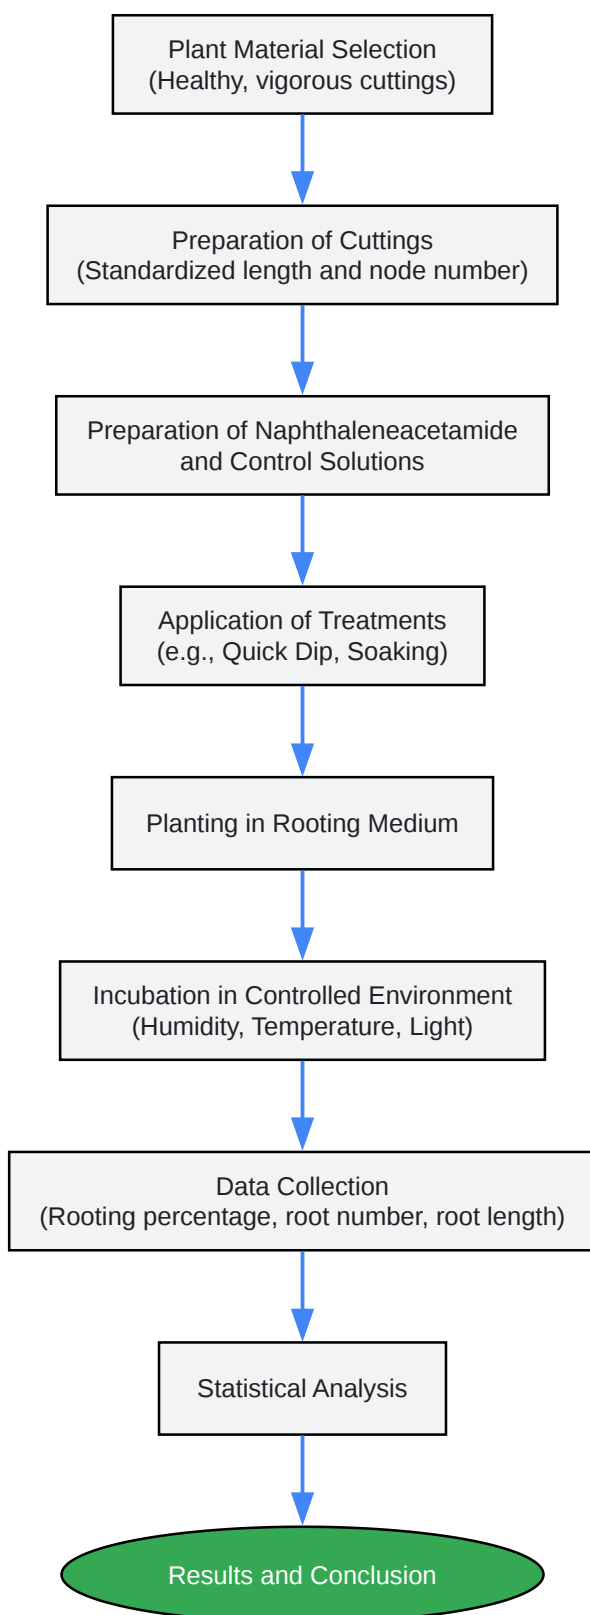 Plant Material Selection
(Healthy, vigorous cuttings)
Preparation of Cuttings
(Standardized length and node number)
Preparation of Naphthaleneacetamide
and Control Solutions
Application of Treatments
(e.g., Quick Dip, Soaking)
Planting in Rooting Medium
Incubation in Controlled Environment
(Humidity, Temperature, Light)
Data Collection
(Rooting percentage, root number, root length)
Statistical Analysis
Results and Conclusion